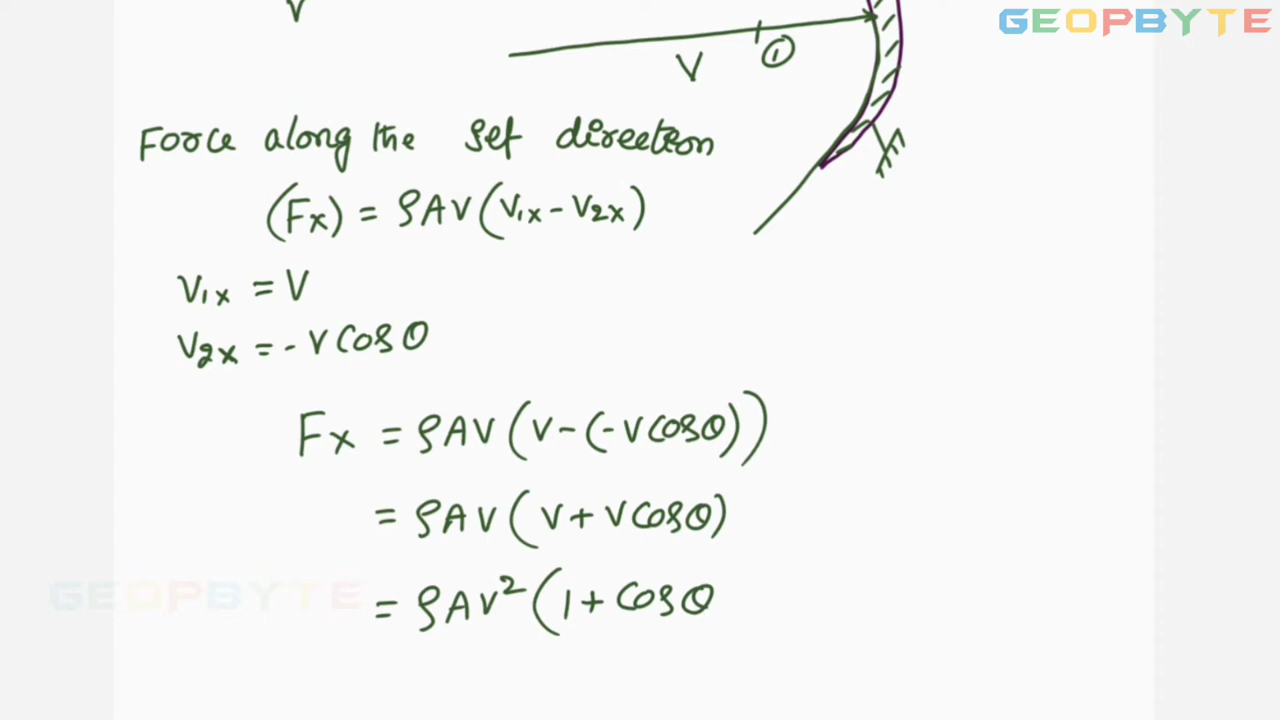 GEOPBYTE
V
V ①
Force along the jet direction
(Fx) = ρAV(V1x - V2x)
V1x = V
V2x = - V Cosθ
Fx = ρAV(V-(-VCosθ))
= ρAV(V+VCosθ)
= ρAV²(1+Cosθ
GEOPBYTE